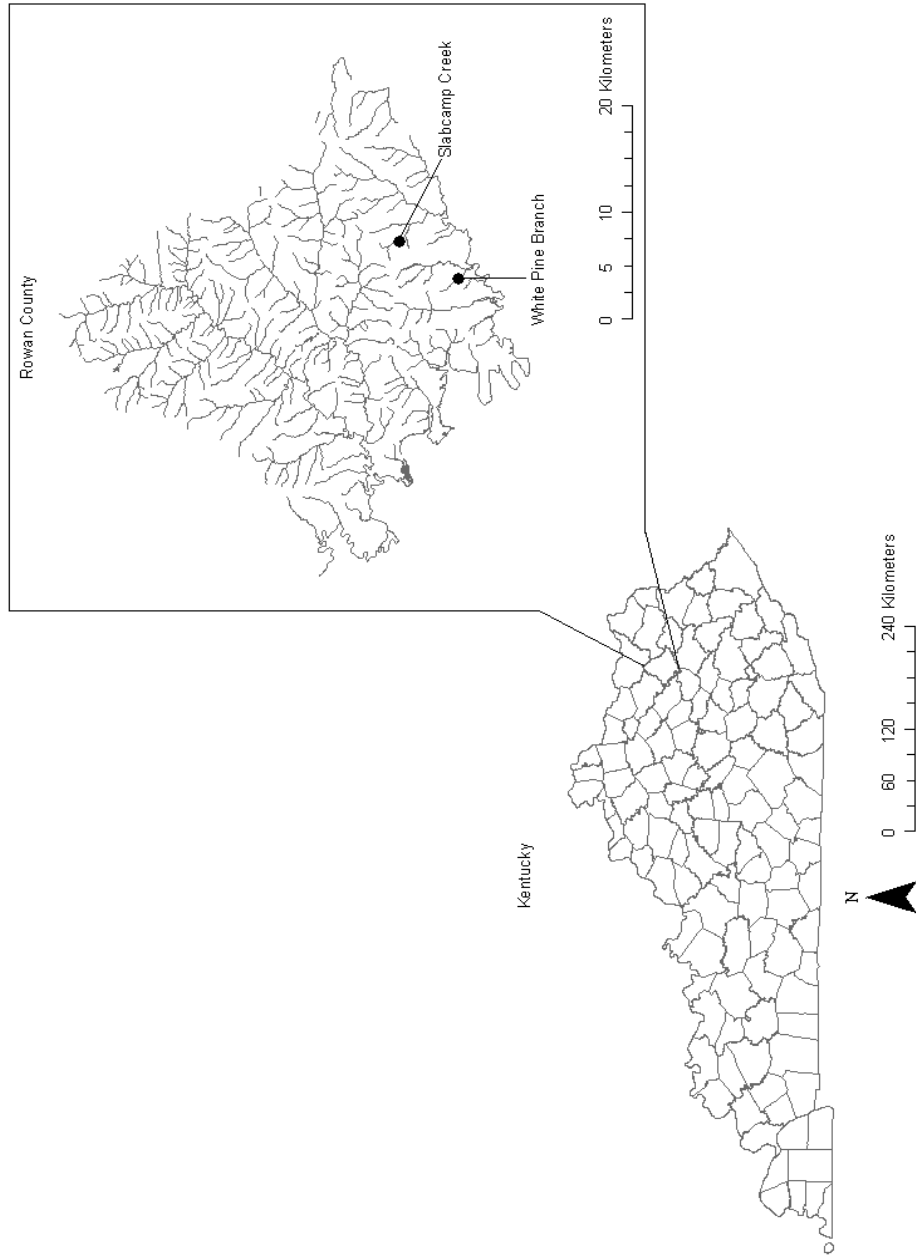 Rowan County
Slabcamp Creek
White Pine Branch
0 5 10 20 Kilometers
Kentucky
0 60 120 240 Kilometers
N